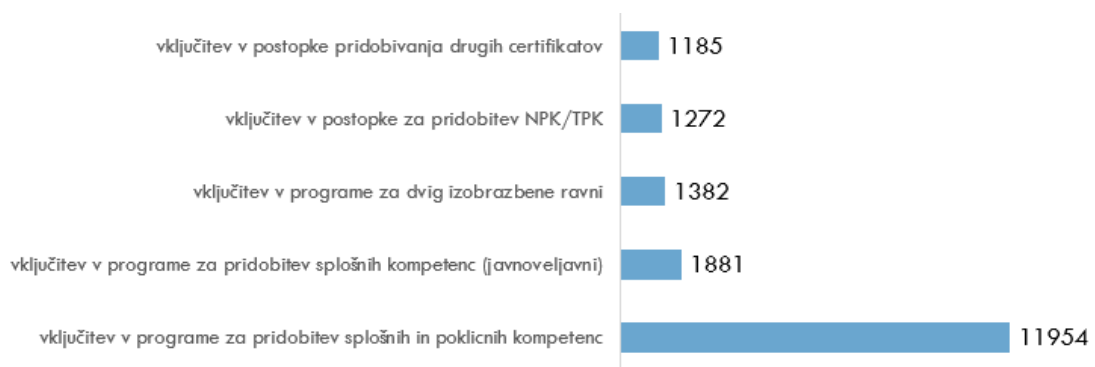 vključitev v postopke pridobivanja drugih certifikatov 1185
vključitev v postopke za pridobitev NPK/TPK 1272
vključitev v programe za dvig izobrazbene ravni 1382
vključitev v programe za pridobitev splošnih kompetenc (javnoveljavni) 1881
vključitev v programe za pridobitev splošnih in poklicnih kompetenc 11954